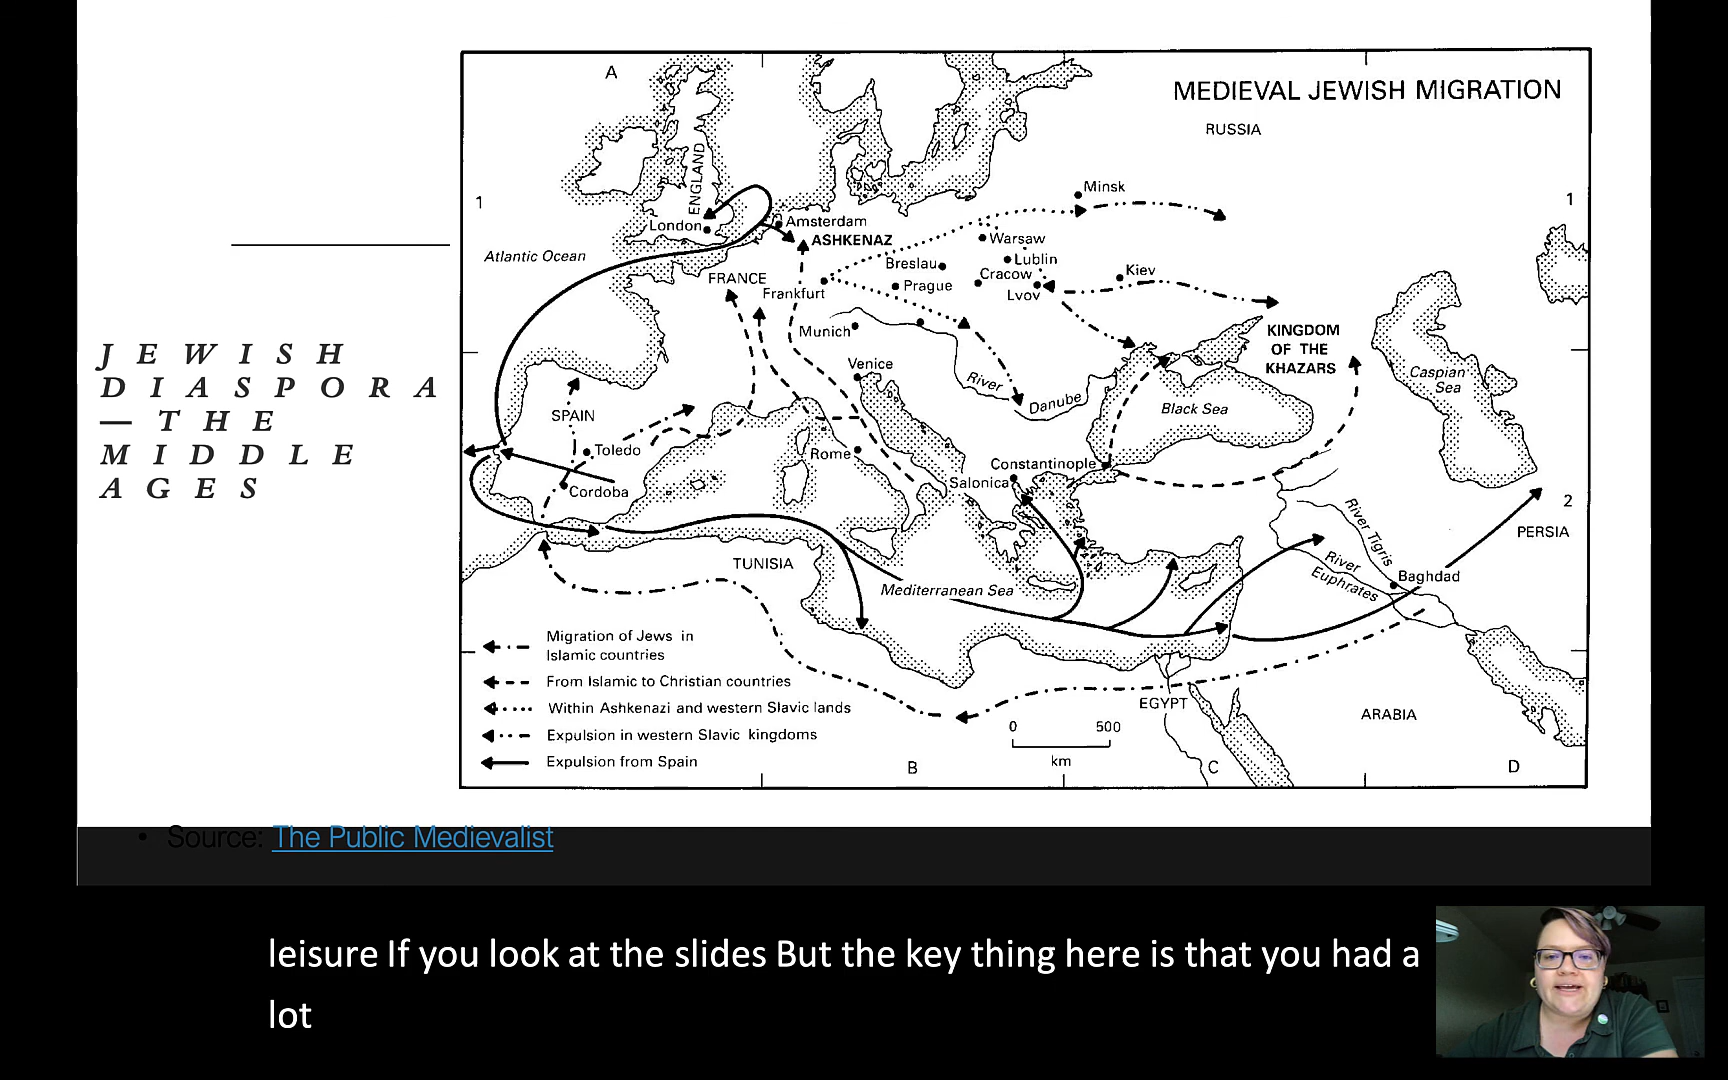 J E W I S H
D I A S P O R A
— T H E
M I D D L E
A G E S
MEDIEVAL JEWISH MIGRATION
A
RUSSIA
ENGLAND
Minsk
1
1
London
Amsterdam
ASHKENAZ
Warsaw
Atlantic Ocean
Lublin
Breslau
FRANCE
Cracow
Kiev
Frankfurt
Prague
Lvov
Munich
KINGDOM
OF THE
KHAZARS
Venice
River
Danube
Caspian
Sea
SPAIN
Black Sea
Toledo
Rome
Constantinople
Salonica
Cordoba
2
River Tigris
PERSIA
TUNISIA
River
Euphrates
Baghdad
Mediterranean Sea
Migration of Jews in
Islamic countries
From Islamic to Christian countries
Within Ashkenazi and western Slavic lands
Expulsion in western Slavic kingdoms
Expulsion from Spain
EGYPT
ARABIA
0 500
km
B
C
D
• Source: The Public Medievalist
leisure If you look at the slides But the key thing here is that you had a
lot